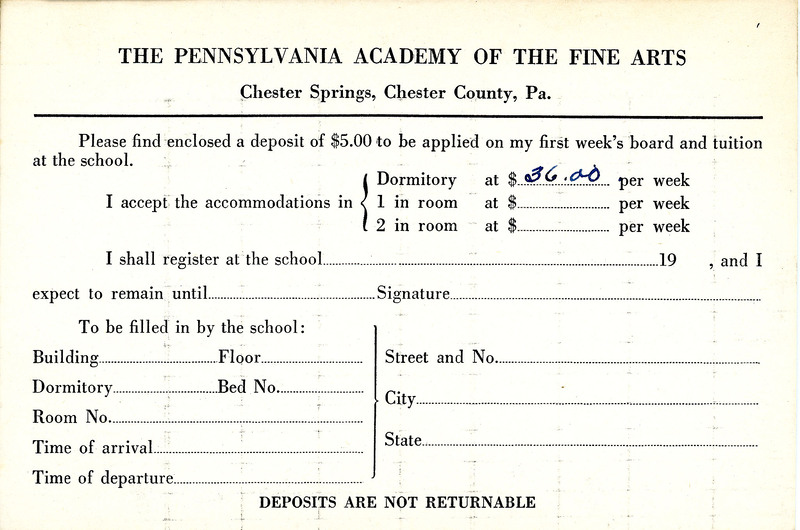 THE PENNSYLVANIA ACADEMY OF THE FINE ARTS
Chester Springs, Chester County, Pa.
Please find enclosed a deposit of $5.00 to be applied on my first week's board and tuition
at the school.
Dormitory at $ 36.00 per week
I accept the accommodations in { 1 in room at $ per week
2 in room at $ per week
I shall register at the school 19 , and I
expect to remain until Signature
To be filled in by the school:
Building Floor Street and No.
Dormitory Bed No.
City
Room No.
State
Time of arrival
Time of departure
DEPOSITS ARE NOT RETURNABLE